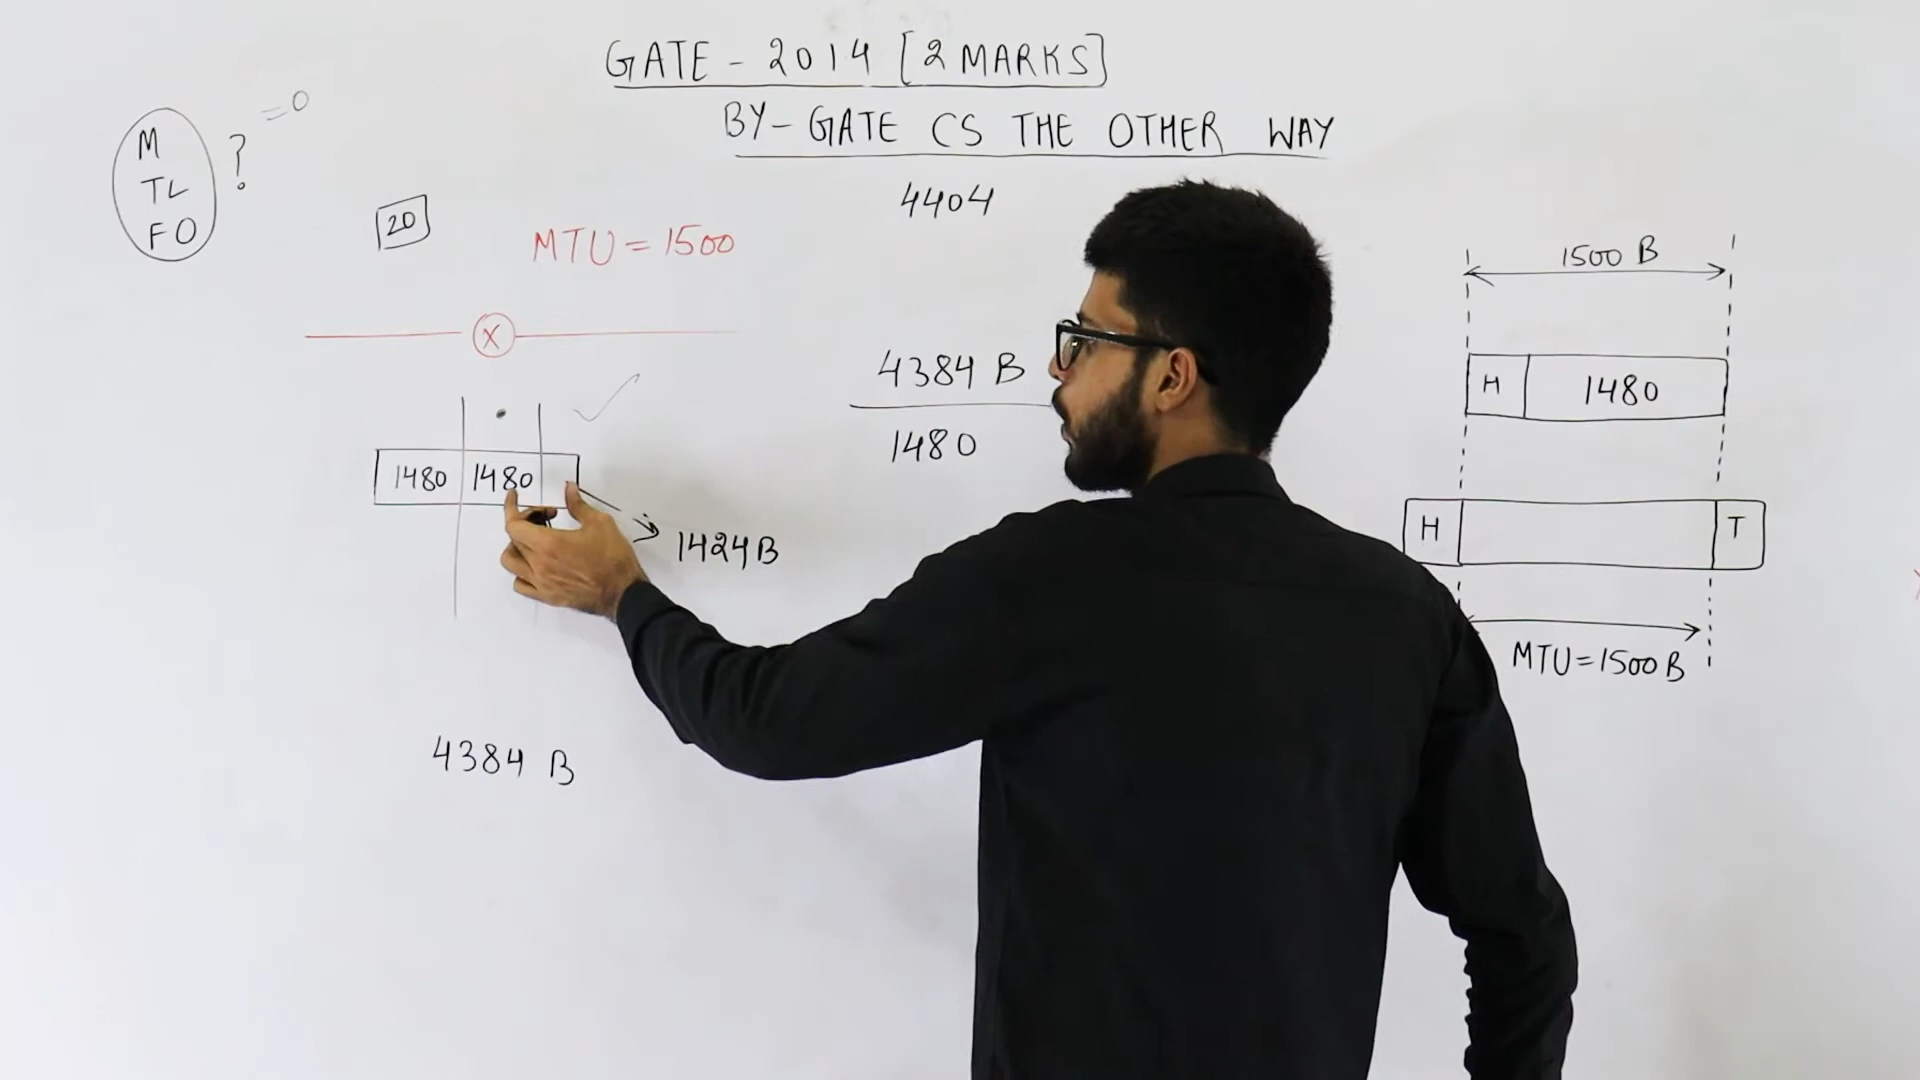 GATE - 2014 [2 MARKS]
BY - GATE CS THE OTHER WAY
M
TL
FO
? = 0
20
MTU = 1500
4404
X
4384 B
1480
1480 1480
1424B
4384 B
1500 B
H 1480
H T
MTU=1500 B